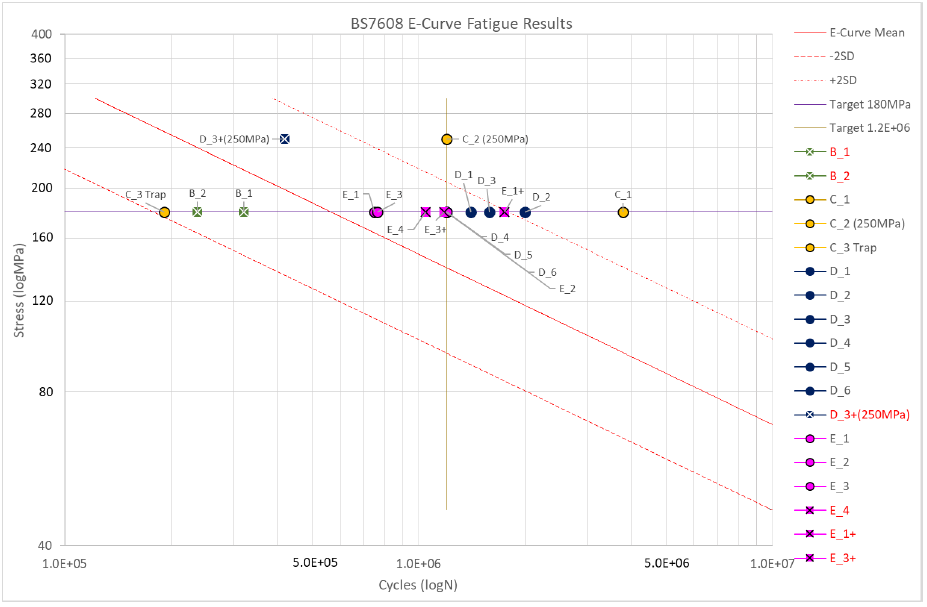 BS7608 E-Curve Fatigue Results
Stress (logMPa)
400
360
320
280
240
200
160
120
80
40
1.0E+05
5.0E+05
1.0E+06
5.0E+06
1.0E+07
Cycles (logN)
D_3+(250MPa)
C_2 (250MPa)
C_3 Trap
B_2
B_1
E_1
E_3
E_4
E_3+
D_1
D_3
E_1+
D_2
C_1
D_4
D_5
D_6
E_2
E-Curve Mean
-2SD
+2SD
Target 180MPa
Target 1.2E+06
B_1
B_2
C_1
C_2 (250MPa)
C_3 Trap
D_1
D_2
D_3
D_4
D_5
D_6
D_3+(250MPa)
E_1
E_2
E_3
E_4
E_1+
E_3+